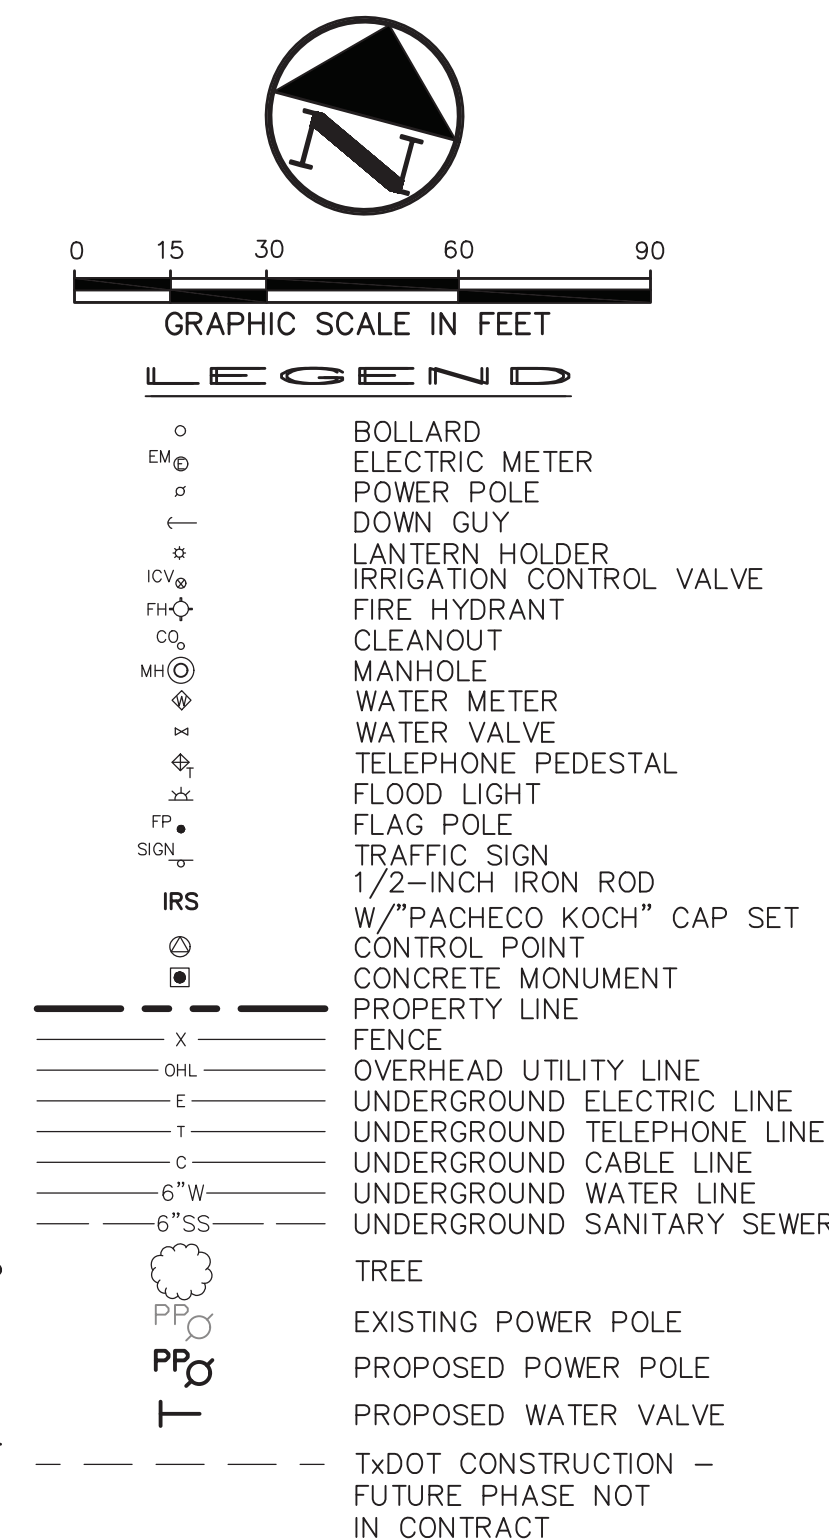 N
0 15 30 60 90
GRAPHIC SCALE IN FEET
LEGEND
BOLLARD
EM E ELECTRIC METER
POWER POLE
DOWN GUY
LANTERN HOLDER
ICV IRRIGATION CONTROL VALVE
FH FIRE HYDRANT
CO CLEANOUT
MH MANHOLE
W WATER METER
WATER VALVE
T TELEPHONE PEDESTAL
FLOOD LIGHT
FP FLAG POLE
SIGN TRAFFIC SIGN
1/2-INCH IRON ROD
IRS W/"PACHECO KOCH" CAP SET
CONTROL POINT
CONCRETE MONUMENT
PROPERTY LINE
X FENCE
OHL OVERHEAD UTILITY LINE
E UNDERGROUND ELECTRIC LINE
T UNDERGROUND TELEPHONE LINE
C UNDERGROUND CABLE LINE
6"W UNDERGROUND WATER LINE
6"SS UNDERGROUND SANITARY SEWER
TREE
PP EXISTING POWER POLE
PP PROPOSED POWER POLE
PROPOSED WATER VALVE
TxDOT CONSTRUCTION –
FUTURE PHASE NOT
IN CONTRACT